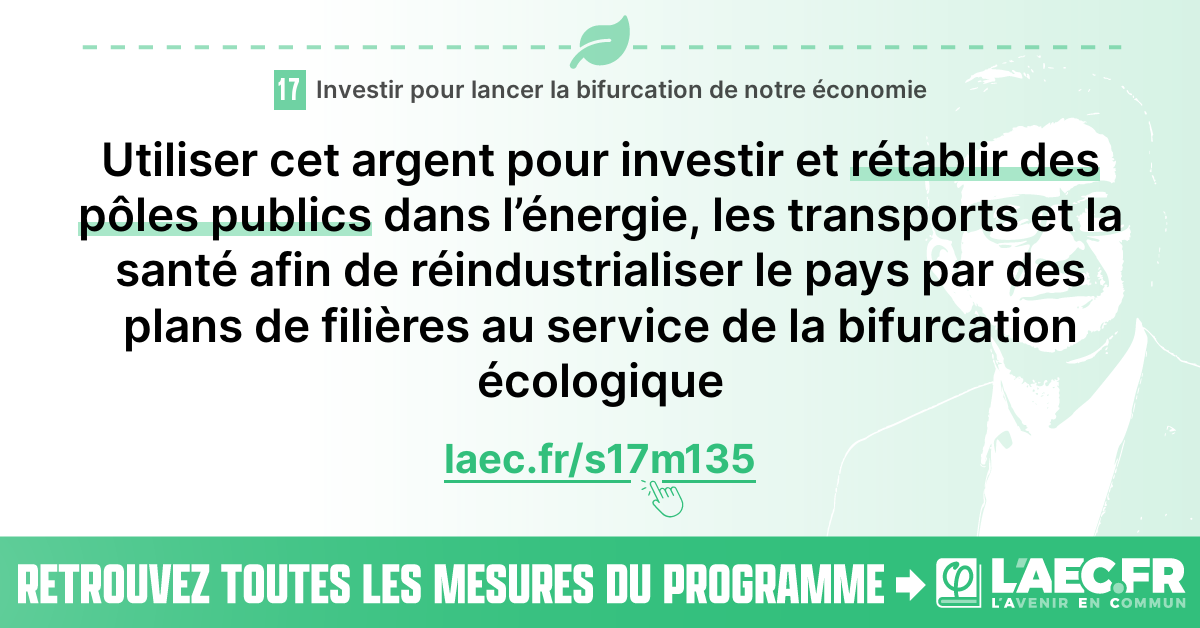 17 Investir pour lancer la bifurcation de notre économie
Utiliser cet argent pour investir et rétablir des
pôles publics dans l’énergie, les transports et la
santé afin de réindustrialiser le pays par des
plans de filières au service de la bifurcation
écologique
laec.fr/s17m135
RETROUVEZ TOUTES LES MESURES DU PROGRAMME
φ L'AEC.FR
L'AVENIR EN COMMUN